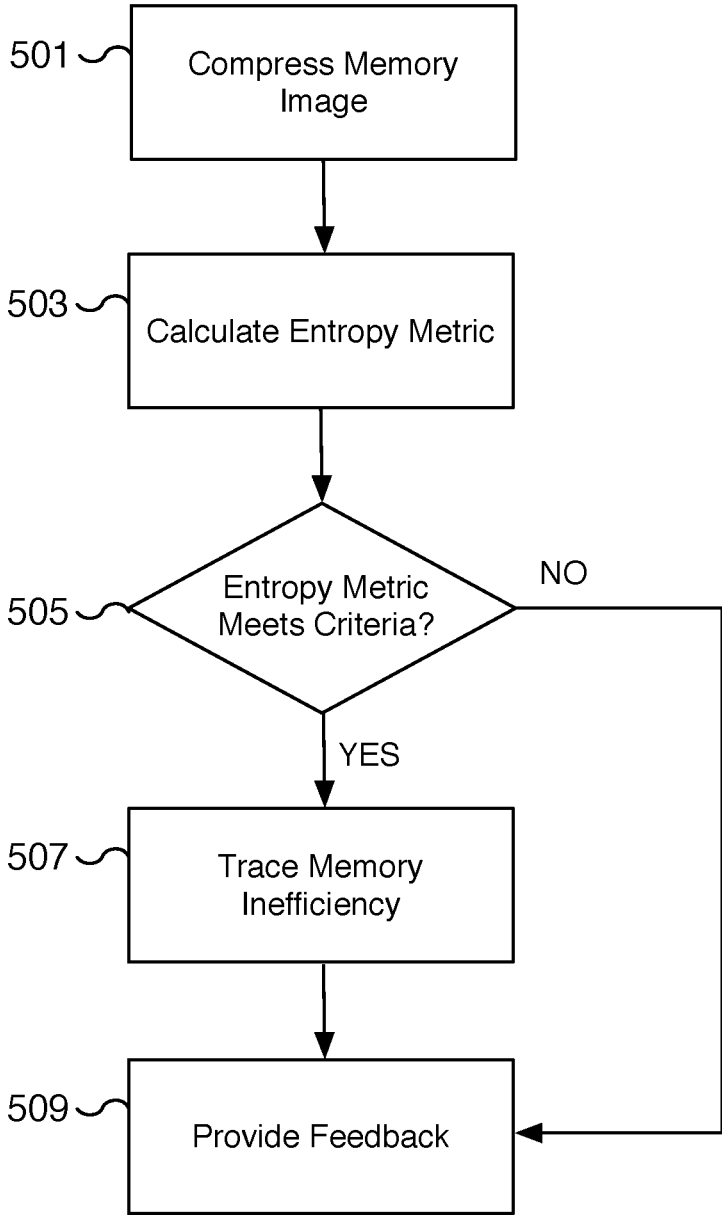 501
Compress Memory
Image
503
Calculate Entropy Metric
505
Entropy Metric
Meets Criteria?
NO
YES
507
Trace Memory
Inefficiency
509
Provide Feedback